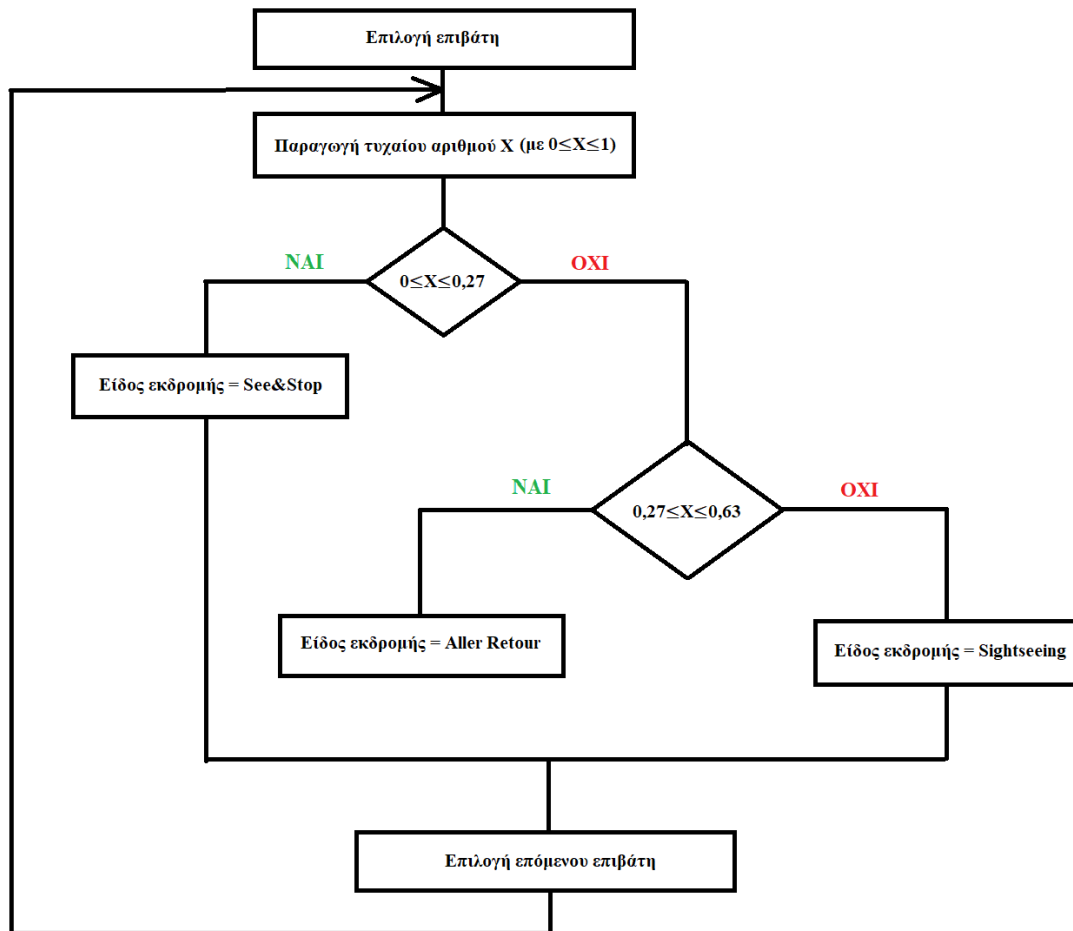 Επιλογή επιβάτη
Παραγωγή τυχαίου αριθμού X (με 0≤X≤1)
ΝΑΙ
ΟΧΙ
0≤X≤0,27
Είδος εκδρομής = See&Stop
ΝΑΙ
ΟΧΙ
0,27≤X≤0,63
Είδος εκδρομής = Aller Retour
Είδος εκδρομής = Sightseeing
Επιλογή επόμενου επιβάτη